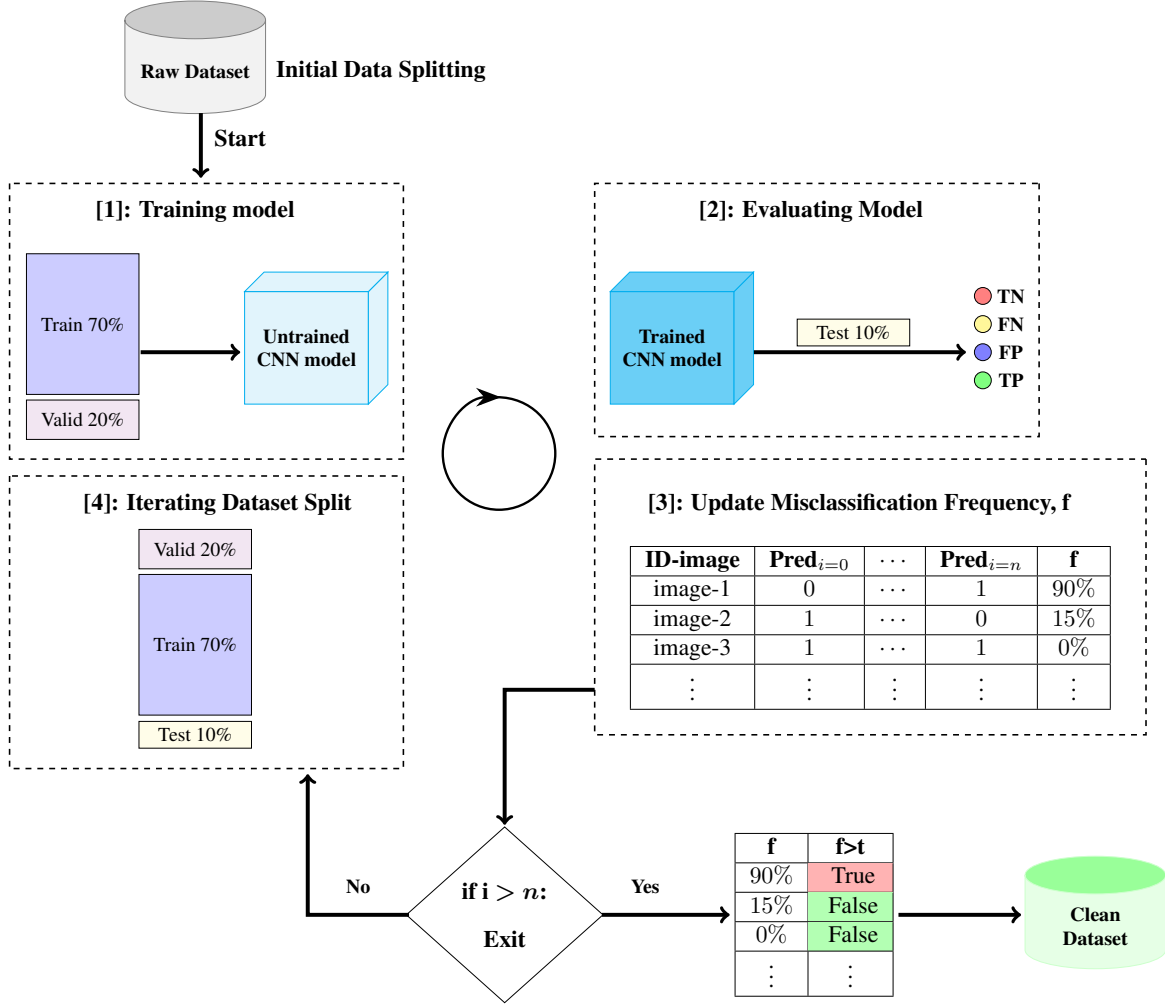 Raw Dataset
Initial Data Splitting
Start
[1]: Training model
Train 70%
Valid 20%
Untrained
CNN model
[2]: Evaluating Model
Trained
CNN model
Test 10%
TN
FN
FP
TP
[4]: Iterating Dataset Split
Valid 20%
Train 70%
Test 10%
[3]: Update Misclassification Frequency, f
ID-image Pred_{i=0} ⋯ Pred_{i=n} f
image-1 0 ⋯ 1 90%
image-2 1 ⋯ 0 15%
image-3 1 ⋯ 1 0%
⋮ ⋮ ⋮ ⋮ ⋮
No
if i > n:
Exit
Yes
f f>t
90% True
15% False
0% False
⋮ ⋮
Clean
Dataset